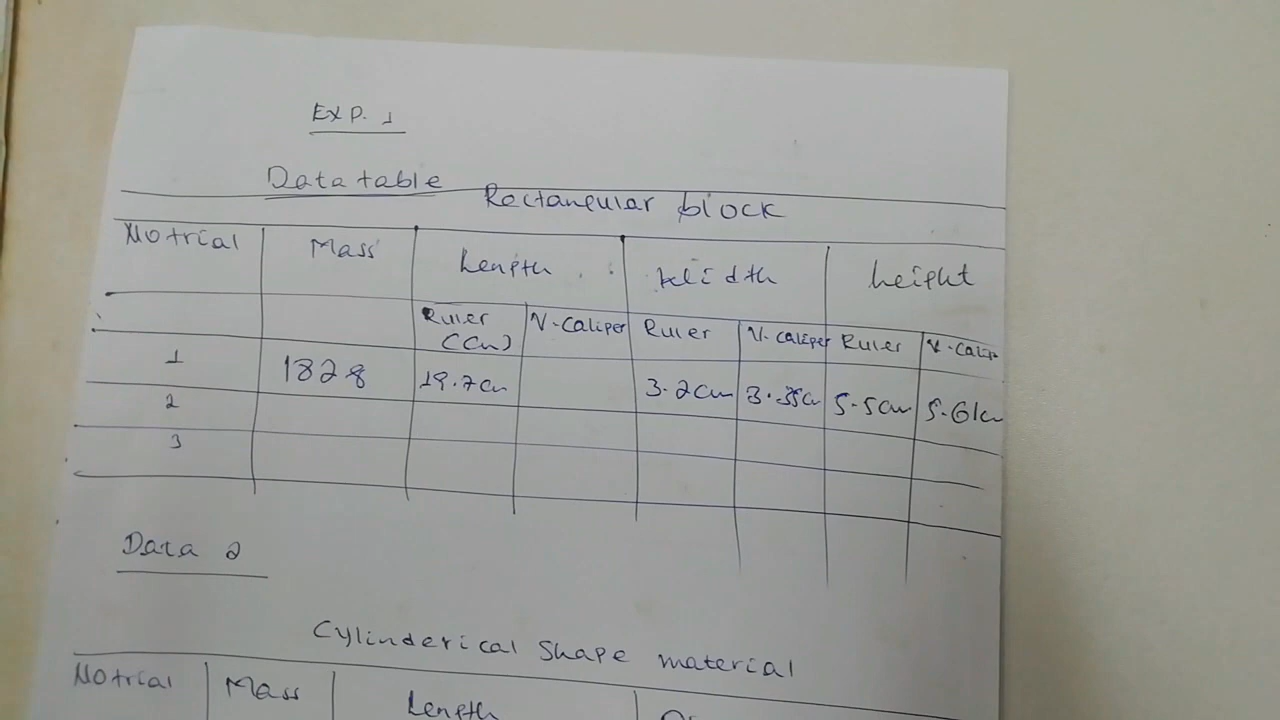 Exp. 1
Data table
Rectangular block
No trial Mass Length Width height
Ruler (Cm) V-Caliper Ruler V. Caliper Ruler V-Calip
1 19.7cm 3.2cm 3.35cm 5.5cm 5.61cm
2
3
Data 2
Cylinderical Shape material
No trial Mass Length